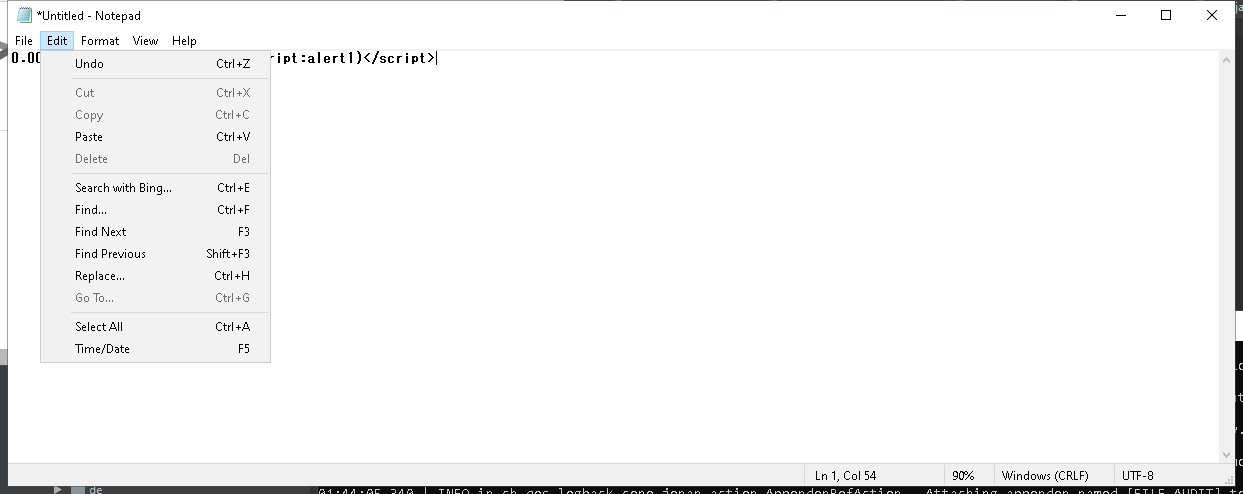 *Untitled - Notepad
File Edit Format View Help
0.00 ript:alert1)</script>
Undo Ctrl+Z
Cut Ctrl+X
Copy Ctrl+C
Paste Ctrl+V
Delete Del
Search with Bing... Ctrl+E
Find... Ctrl+F
Find Next F3
Find Previous Shift+F3
Replace... Ctrl+H
Go To... Ctrl+G
Select All Ctrl+A
Time/Date F5
Ln 1, Col 54 90% Windows (CRLF) UTF-8
de 01:44:05,340 | INFO in ch.qos.logback.core.joran.action.AppenderRefAction - Attaching appender named [FILE_AUDIT] t